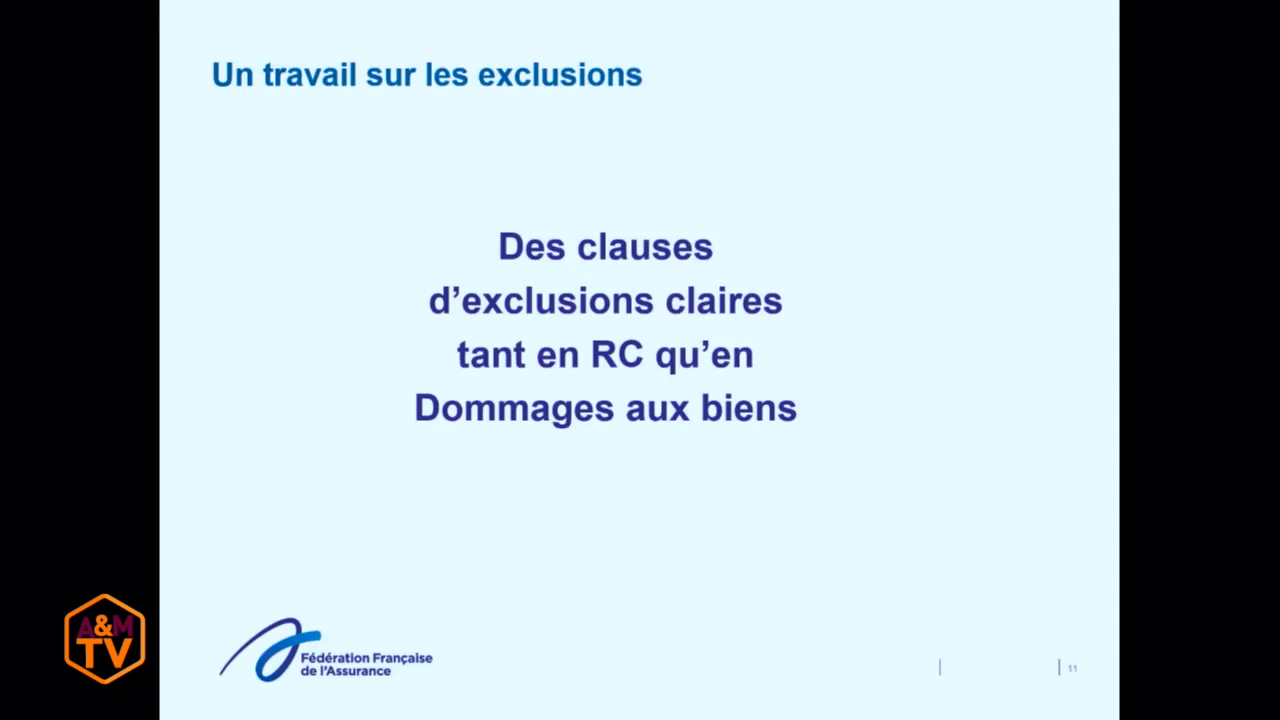 Un travail sur les exclusions
Des clauses
d’exclusions claires
tant en RC qu’en
Dommages aux biens
A&M
TV
Fédération Française
de l'Assurance
11